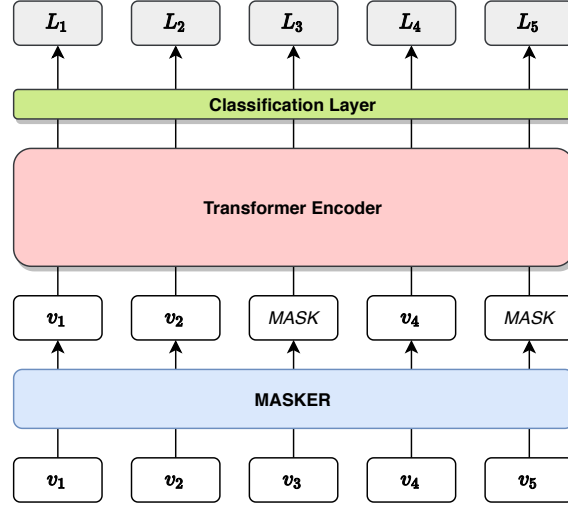 L₁ L₂ L₃ L₄ L₅
Classification Layer
Transformer Encoder
v₁ v₂ MASK v₄ MASK
MASKER
v₁ v₂ v₃ v₄ v₅